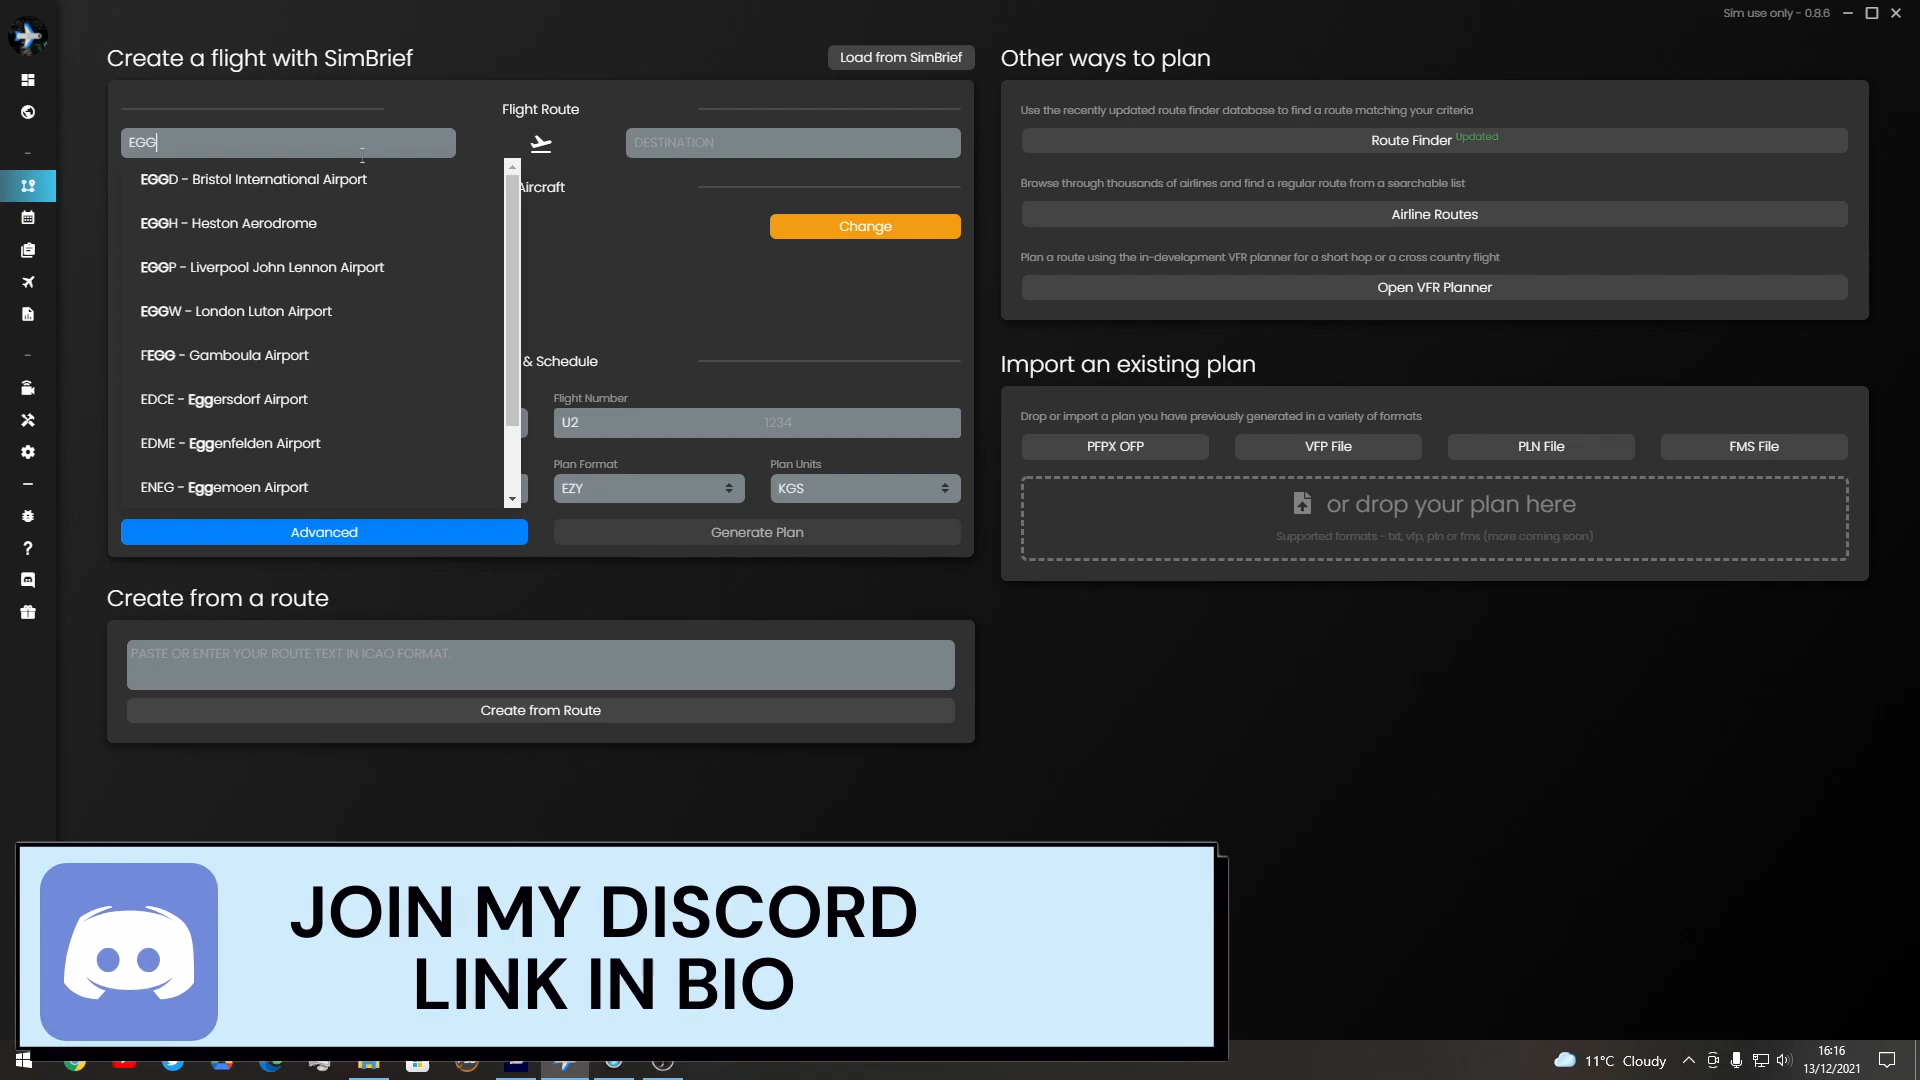 Sim use only - 0.8.6
Create a flight with SimBrief
Load from SimBrief
Flight Route
EGG
DESTINATION
EGGD - Bristol International Airport
EGGH - Heston Aerodrome
EGGP - Liverpool John Lennon Airport
EGGW - London Luton Airport
FEGG - Gamboula Airport
EDCE - Eggersdorf Airport
EDME - Eggenfelden Airport
ENEG - Eggemoen Airport
Aircraft
Change
& Schedule
Flight Number
U2
1234
Plan Format
Plan Units
EZY
KGS
Advanced
Generate Plan
Create from a route
PASTE OR ENTER YOUR ROUTE TEXT IN ICAO FORMAT.
Create from Route
Other ways to plan
Use the recently updated route finder database to find a route matching your criteria
Route Finder Updated
Browse through thousands of airlines and find a regular route from a searchable list
Airline Routes
Plan a route using the in-development VFR planner for a short hop or a cross country flight
Open VFR Planner
Import an existing plan
Drop or import a plan you have previously generated in a variety of formats
PFPX OFP
VFP File
PLN File
FMS File
or drop your plan here
Supported formats - txt, vfp, pln or fms (more coming soon)
JOIN MY DISCORD
LINK IN BIO
11°C Cloudy
16:16
13/12/2021